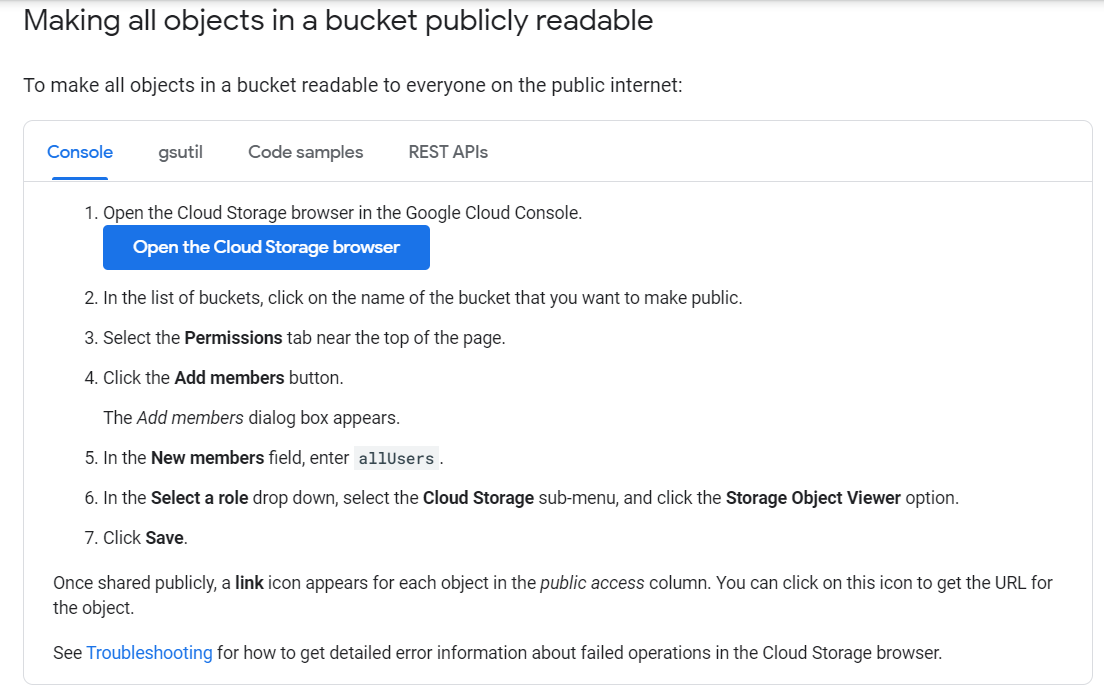 Making all objects in a bucket publicly readable
To make all objects in a bucket readable to everyone on the public internet:
Console gsutil Code samples REST APIs
1. Open the Cloud Storage browser in the Google Cloud Console.
Open the Cloud Storage browser
2. In the list of buckets, click on the name of the bucket that you want to make public.
3. Select the Permissions tab near the top of the page.
4. Click the Add members button.
The Add members dialog box appears.
5. In the New members field, enter allUsers.
6. In the Select a role drop down, select the Cloud Storage sub-menu, and click the Storage Object Viewer option.
7. Click Save.
Once shared publicly, a link icon appears for each object in the public access column. You can click on this icon to get the URL for
the object.
See Troubleshooting for how to get detailed error information about failed operations in the Cloud Storage browser.